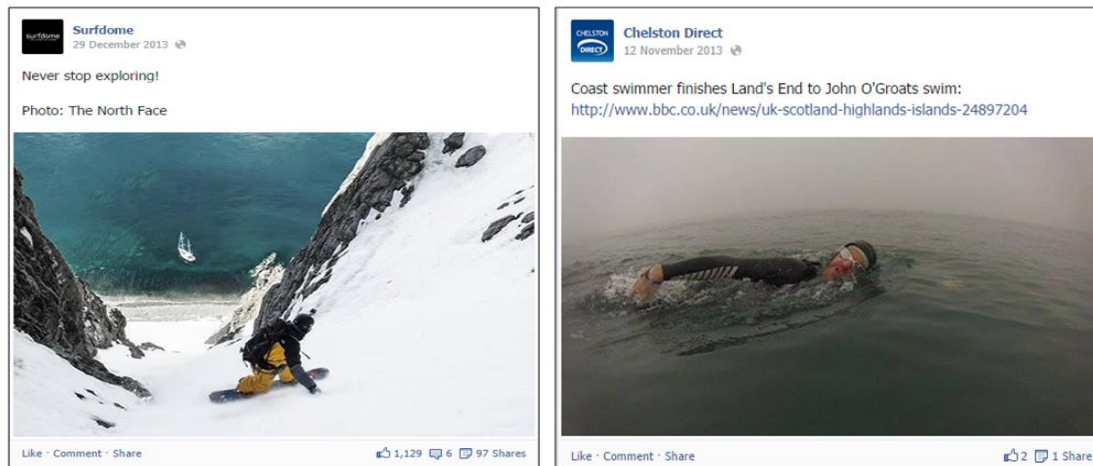 surfdome
Surfdome
29 December 2013
Never stop exploring!
Photo: The North Face
Like · Comment · Share
1,129 6 97 Shares
CHELSTON
DIRECT
Chelston Direct
12 November 2013
Coast swimmer finishes Land's End to John O'Groats swim:
http://www.bbc.co.uk/news/uk-scotland-highlands-islands-24897204
Like · Comment · Share
2 1 Share